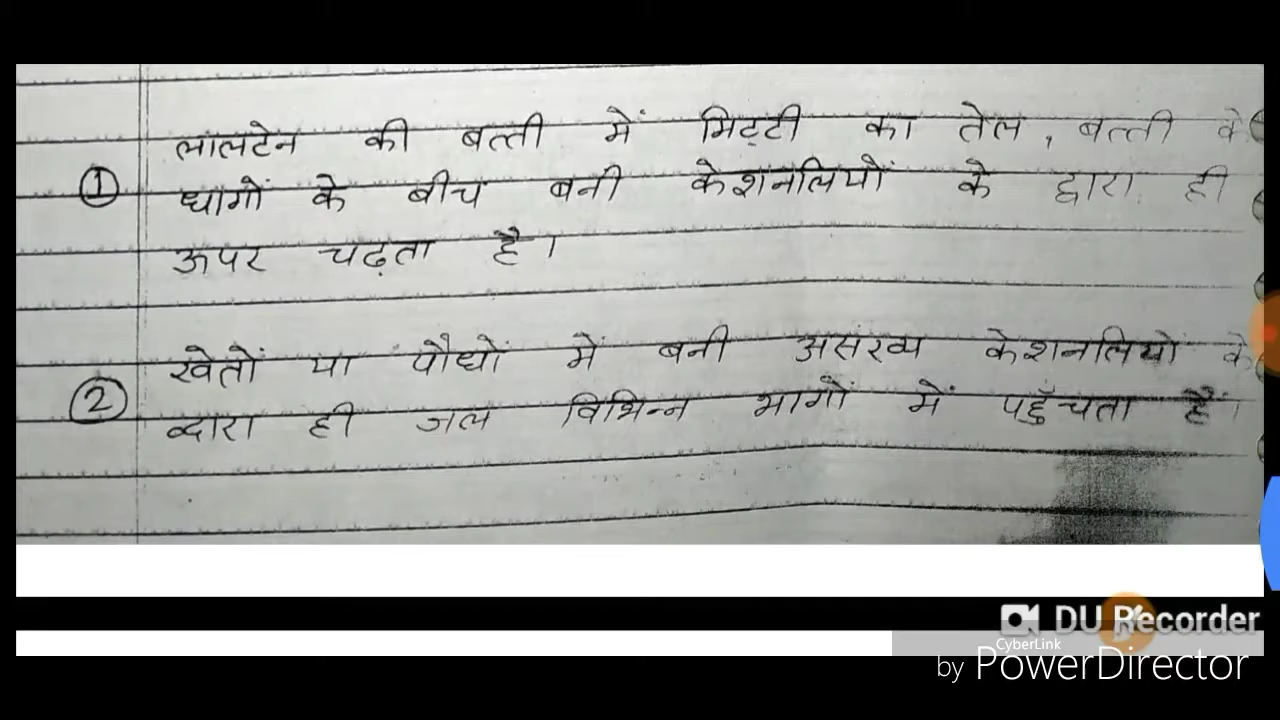 लालटेन की बत्ती में मिट्टी का तेल, बत्ती के
① धागों के बीच बनी केशनलियों के द्वारा ही
ऊपर चढ़ता है।
खेतों या पौधों में बनी असंख्य केशनलियों के
② व्दारा ही जल विभिन्न भागों में पहुँचता हैं।
DU Recorder
CyberLink
by PowerDirector